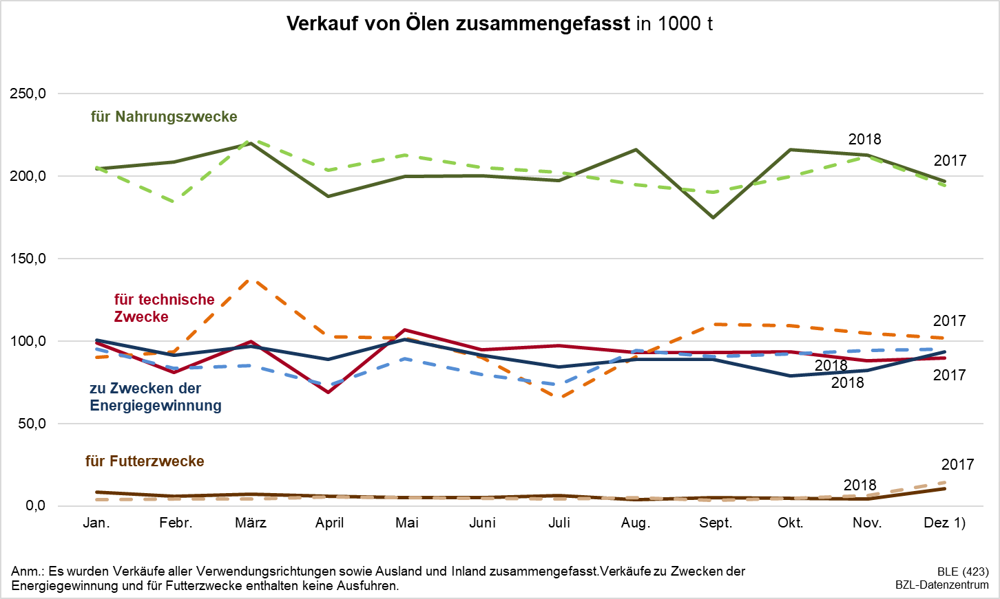 Verkauf von Ölen zusammengefasst in 1000 t
250,0
für Nahrungszwecke
2018
2017
200,0
150,0
für technische
Zwecke
2017
100,0
2018
2017
2018
zu Zwecken der
Energiegewinnung
50,0
für Futterzwecke
2017
2018
0,0
Jan. Febr. März April Mai Juni Juli Aug. Sept. Okt. Nov. Dez 1)
Anm.: Es wurden Verkäufe aller Verwendungsrichtungen sowie Ausland und Inland zusammengefasst.Verkäufe zu Zwecken der
Energiegewinnung und für Futterzwecke enthalten keine Ausfuhren.
BLE (423)
BZL-Datenzentrum